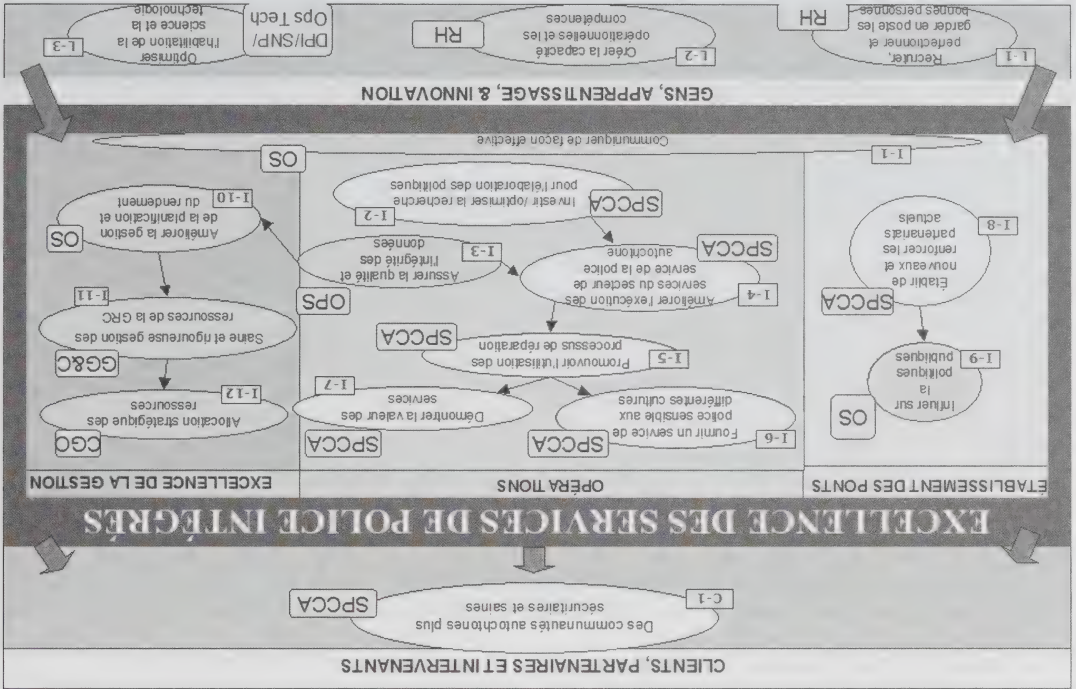 CLIENTS, PARTENAIRES ET INTERVENANTS
C-1
Des communautés autochtones plus
sécuritaires et saines
SPCCA
EXCELLENCE DES SERVICES DE POLICE INTÉGRÉS
ÉTABLISSEMENT DES PONTS
OPÉRATIONS
EXCELLENCE DE LA GESTION
I-9
Influer sur
la
politiques
publiques
OS
I-8
Établir de
nouveaux et
renforcer les
partenariats
actuels
SPCCA
I-6
Fournir un service de
police sensible aux
différentes cultures
SPCCA
I-7
Démontrer la valeur des
services
SPCCA
I-5
Promouvoir l'utilisation des
processus de réparation
SPCCA
I-4
Améliorer l'exécution des
services du secteur de
service de la police
autochtone
SPCCA
I-3
Assurer la qualité et
l'intégrité des
données
OPS
I-2
Investir /optimiser la recherche
pour l'élaboration des politiques
SPCCA
I-12
Allocation stratégique des
ressources
CGC
I-11
Saine et rigoureuse gestion des
ressources de la GRC
GG&C
I-10
Améliorer la gestion
de la planification et
du rendement
OS
I-1
Communiquer de façon effective
OS
GENS, APPRENTISSAGE, & INNOVATION
L-1
Recruter,
perfectionner et
garder en poste les
bonnes personnes
RH
L-2
Créer la capacité
opérationnelles et les
compétences
RH
L-3
Optimiser
l'habilitation de la
science et la
technologie
DPI/SNP/
Ops Tech